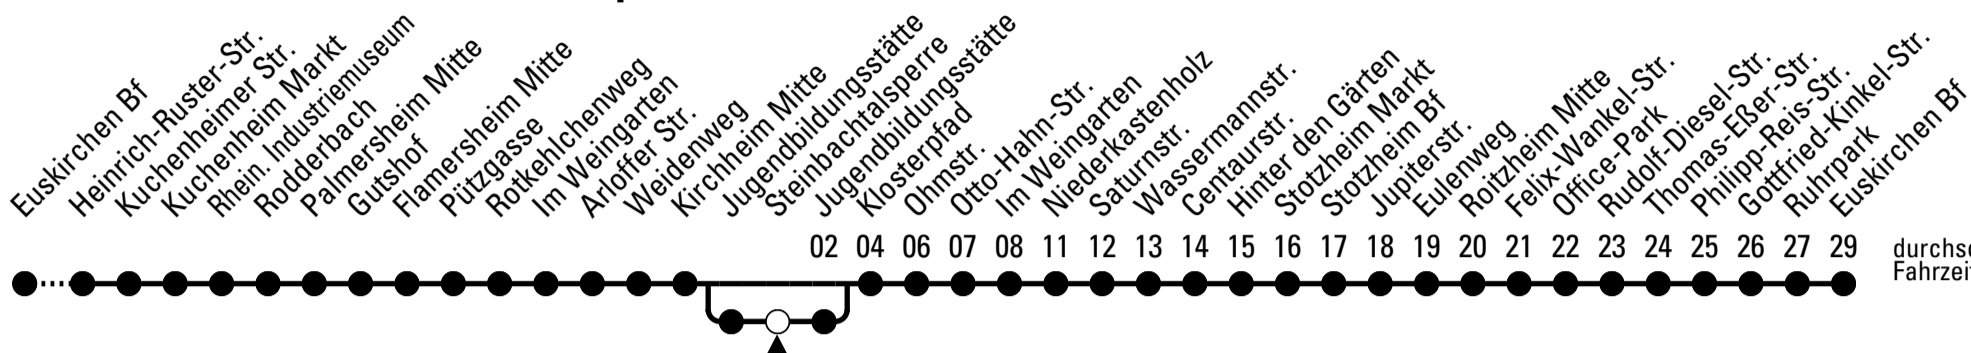 Euskirchen Bf
Heinrich-Ruster-Str.
Kuchenheimer Str.
Kuchenheim Markt
Rhein. Industriemuseum
Rodderbach
Palmersheim Mitte
Gutshof
Flamersheim Mitte
Pützgasse
Rotkehlchenweg
Im Weingarten
Arloffer Str.
Weidenweg
Kirchheim Mitte
Jugendbildungsstätte
Steinbachtalsperre
Jugendbildungsstätte
Klosterpfad
Ohmstr.
Otto-Hahn-Str.
Im Weingarten
Niederkastenholz
Saturnstr.
Wassermannstr.
Centaurstr.
Hinter den Gärten
Stotzheim Markt
Stotzheim Bf
Jupiterstr.
Eulenweg
Roitzheim Mitte
Felix-Wankel-Str.
Office-Park
Rudolf-Diesel-Str.
Thomas-Eßer-Str.
Philipp-Reis-Str.
Gottfried-Kinkel-Str.
Ruhrpark
Euskirchen Bf
02 04 06 07 08 11 12 13 14 15 16 17 18 19 20 21 22 23 24 25 26 27 29